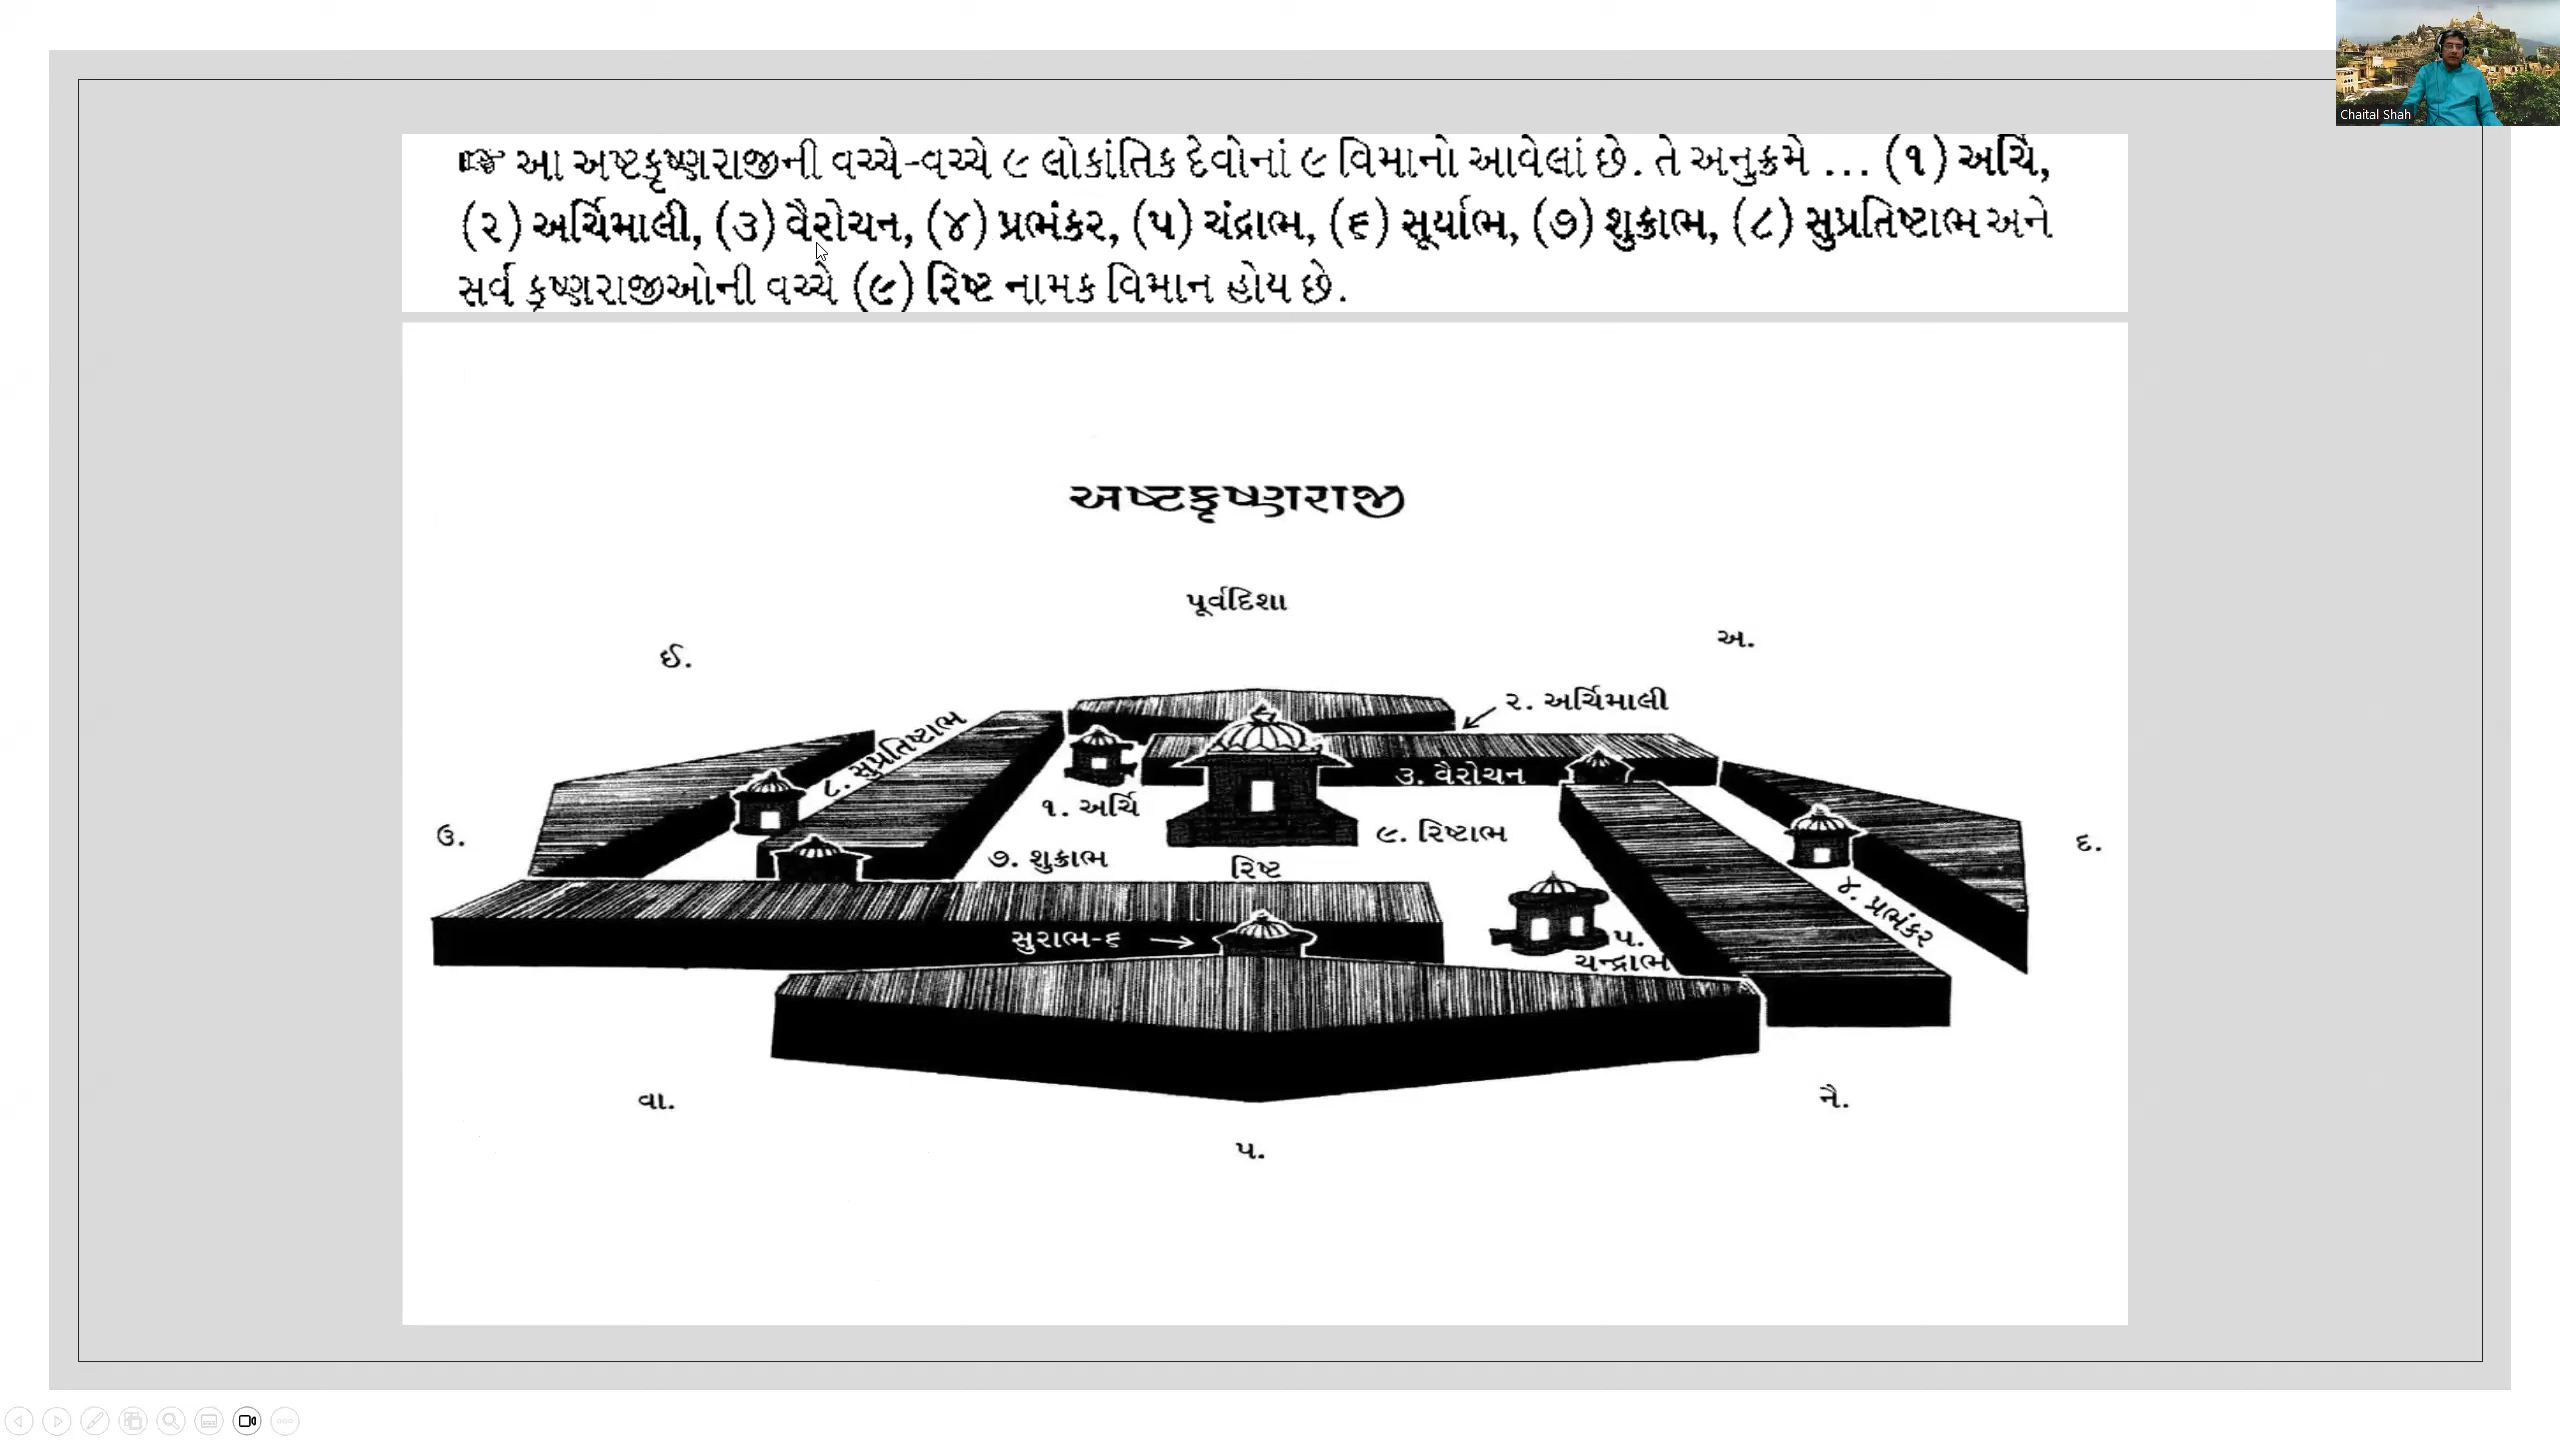 Chaital Shah
☞ આ અષ્ટકૃષ્ણરાજીની વચ્ચે-વચ્ચે ૯ લોકાંતિક દેવોનાં ૯ વિમાનો આવેલાં છે. તે અનુક્રમે ... (૧) અર્ચિ,
(૨) અર્ચિમાલી, (૩) વૈરોચન, (૪) પ્રભંકર, (૫) ચંદ્રાભ, (૬) સૂર્યાભ, (૭) શુક્રાભ, (૮) સુપ્રતિષ્ટાભ અને
સર્વ કૃષ્ણરાજીઓની વચ્ચે (૯) રિષ્ટ નામક વિમાન હોય છે.
અષ્ટકૃષ્ણરાજી
પૂર્વદિશા
ઈ.
અ.
૨. અર્ચિમાલી
૮. સુપ્રતિષ્ટાભ
૩. વૈરોચન
૧. અર્ચિ
ઉ.
૯. રિષ્ટાભ
દ.
૭. શુક્રાભ
રિષ્ટ
૪. પ્રભંકર
સુરાભ-૬
૫.
ચન્દ્રાભ
વા.
નૈ.
પ.